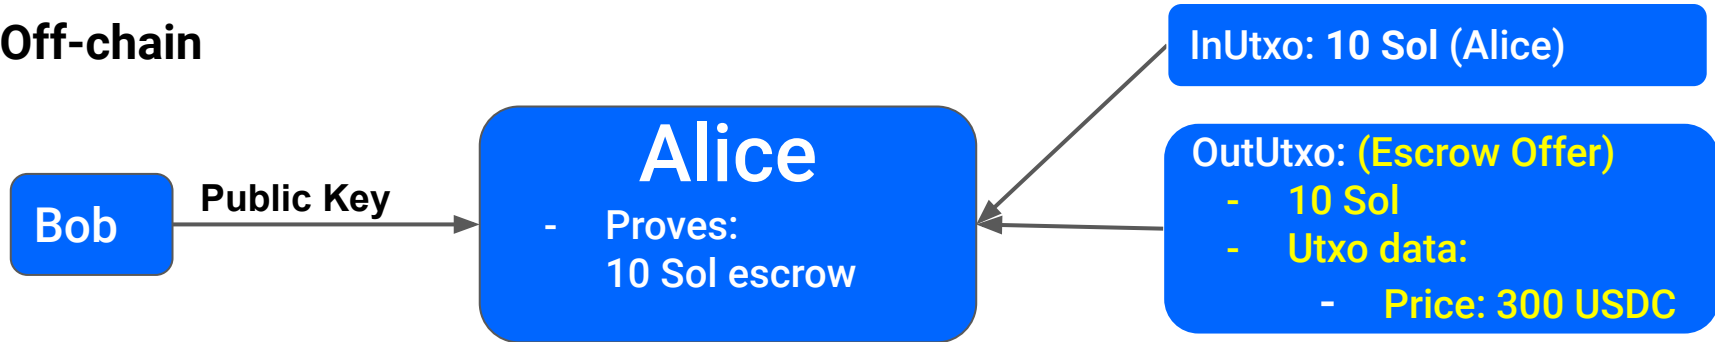 Off-chain
InUtxo: 10 Sol (Alice)
Bob
Public Key
Alice
- Proves:
10 Sol escrow
OutUtxo: (Escrow Offer)
- 10 Sol
- Utxo data:
- Price: 300 USDC